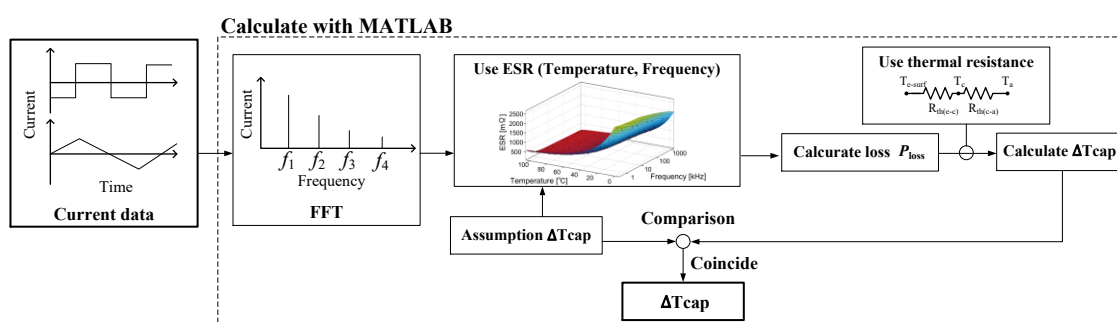 Calculate with MATLAB
Current
Time
Current data
Current
f1 f2 f3 f4
Frequency
FFT
Use ESR (Temperature, Frequency)
ESR [mΩ]
2500
2000
1500
1000
500
100
80
60
40
20
0
Temperature [℃]
1
10
100
1000
Frequency [kHz]
Calcurate loss Ploss
Use thermal resistance
Te-surf Tc Ta
Rth(e-c) Rth(c-a)
Calculate ΔTcap
Assumption ΔTcap
Comparison
Coincide
ΔTcap